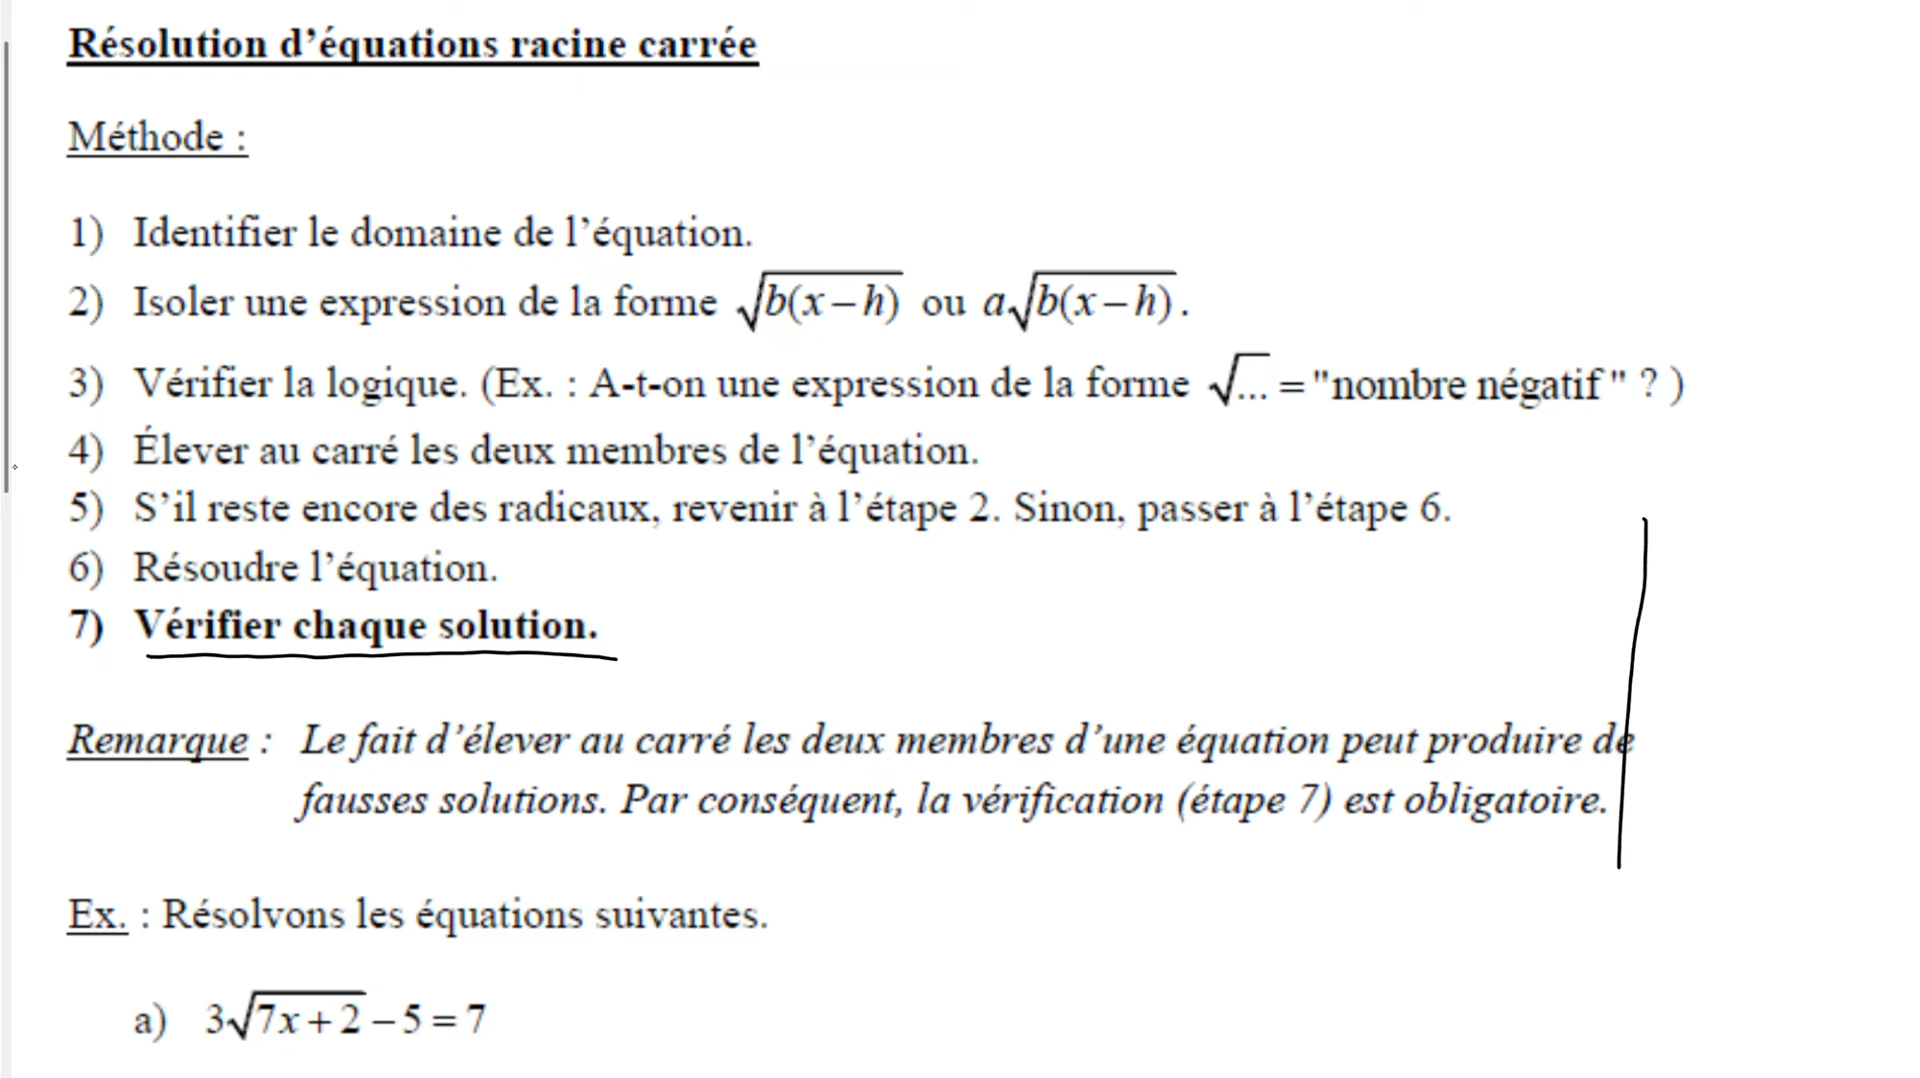 Résolution d’équations racine carrée
Méthode :
1) Identifier le domaine de l’équation.
2) Isoler une expression de la forme √b(x−h) ou a√b(x−h).
3) Vérifier la logique. (Ex. : A-t-on une expression de la forme √... = "nombre négatif" ? )
4) Élever au carré les deux membres de l’équation.
5) S’il reste encore des radicaux, revenir à l’étape 2. Sinon, passer à l’étape 6.
6) Résoudre l’équation.
7) Vérifier chaque solution.
Remarque : Le fait d’élever au carré les deux membres d’une équation peut produire de
fausses solutions. Par conséquent, la vérification (étape 7) est obligatoire.
Ex. : Résolvons les équations suivantes.
a) 3√7x+2 − 5 = 7